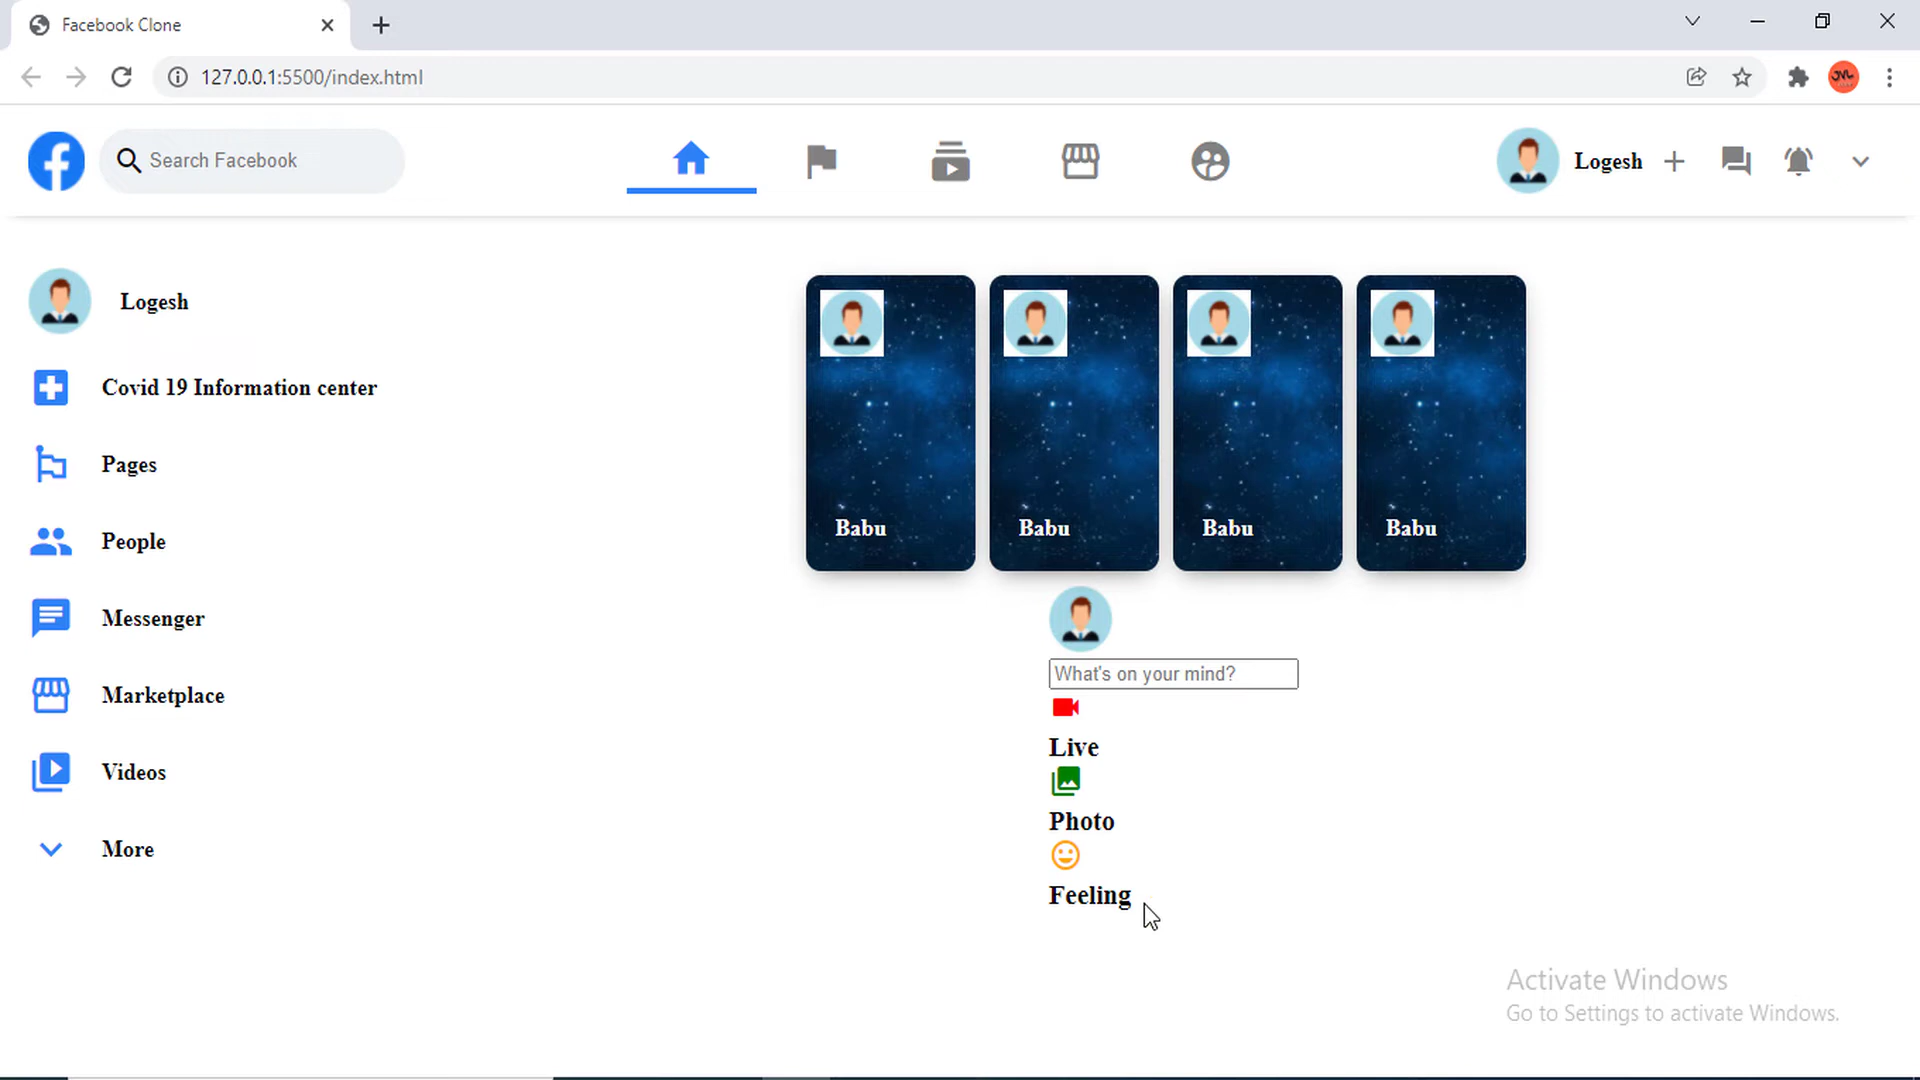 Facebook Clone
127.0.0.1:5500/index.html
Search Facebook
Logesh
Logesh
Covid 19 Information center
Pages
People
Messenger
Marketplace
Videos
More
Babu
Babu
Babu
Babu
What's on your mind?
Live
Photo
Feeling
Activate Windows
Go to Settings to activate Windows.